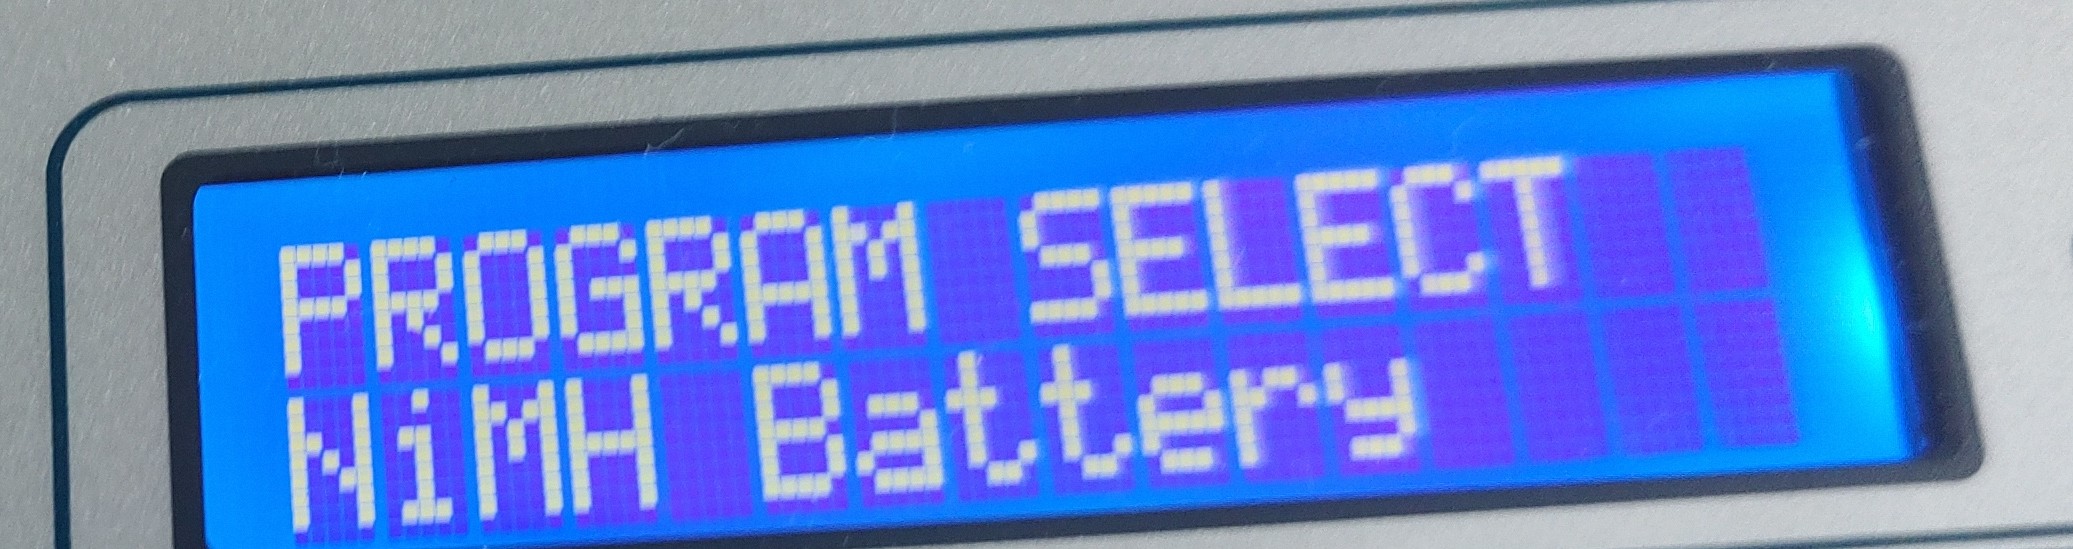 PROGRAM SELECT
NiMH Battery